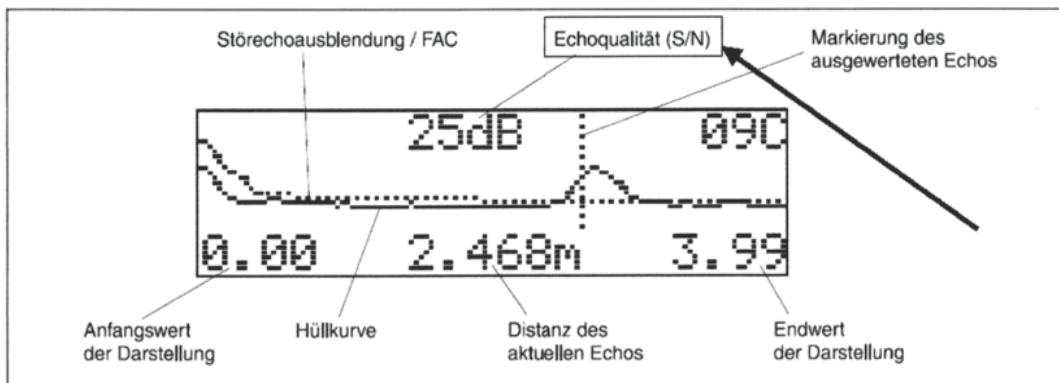 Störechoausblendung / FAC
Echoqualität (S/N)
Markierung des
ausgewerteten Echos
25dB
09C
0.00
2.468m
3.99
Anfangswert
der Darstellung
Hüllkurve
Distanz des
aktuellen Echos
Endwert
der Darstellung